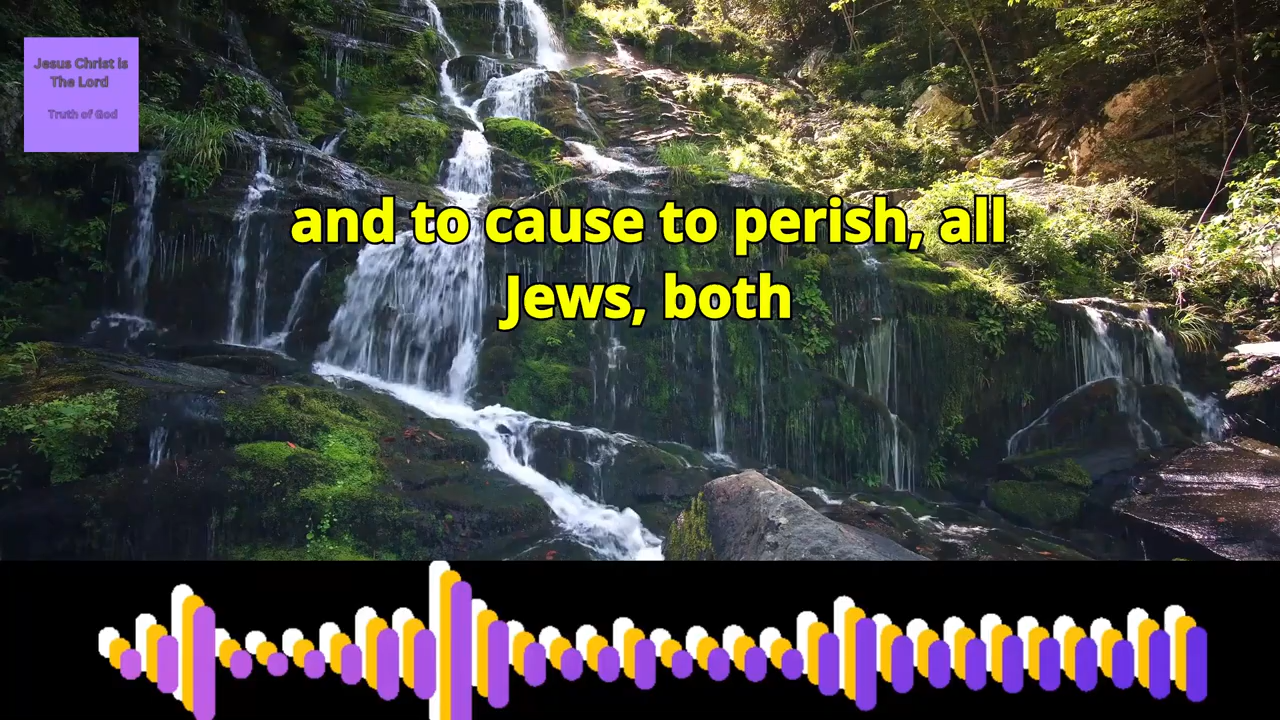 Jesus Christ is
The Lord
Truth of God
and to cause to perish, all
Jews, both